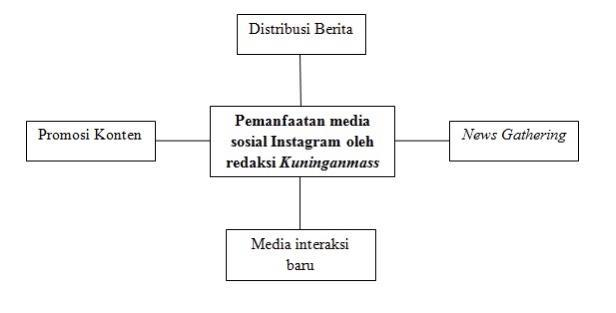 Distribusi Berita
Promosi Konten
Pemanfaatan media
sosial Instagram oleh
redaksi Kuninganmass
News Gathering
Media interaksi
baru